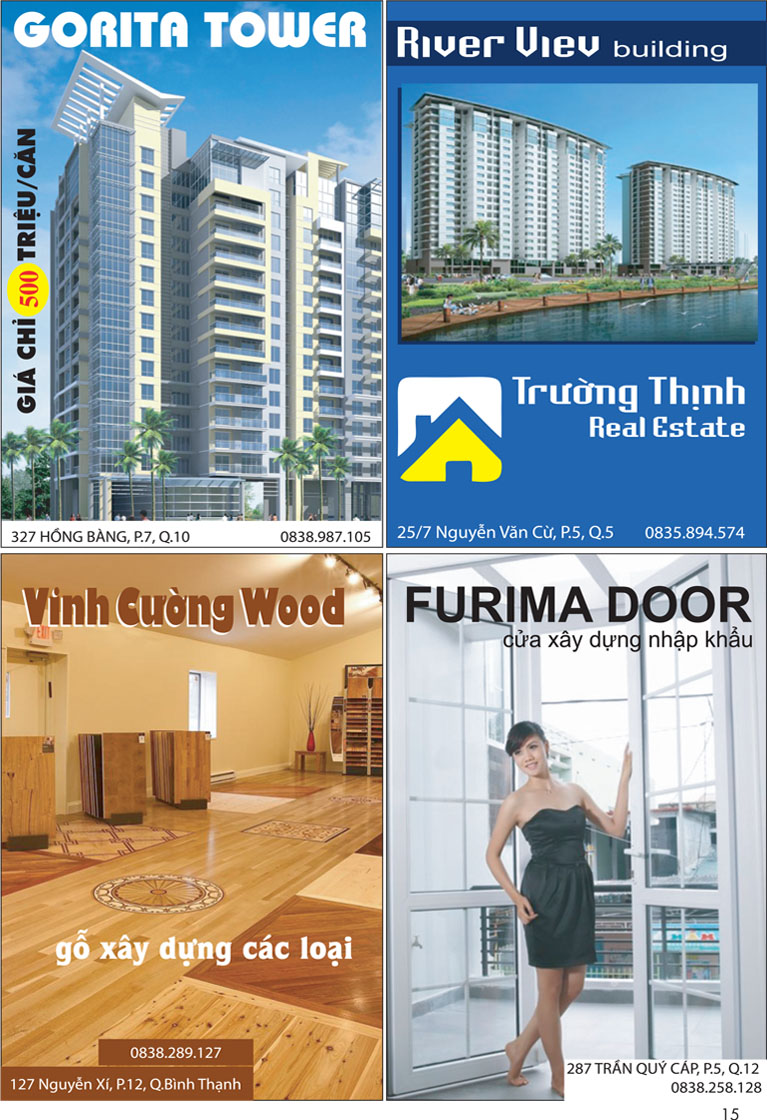 GORITA TOWER
GIÁ CHỈ 500 TRIỆU/CĂN
327 HỒNG BÀNG, P.7, Q.10
0838.987.105
River Viev building
Trường Thịnh
Real Estate
25/7 Nguyễn Văn Cừ, P.5, Q.5
0835.894.574
Vinh Cường Wood
EXIT
gỗ xây dựng các loại
0838.289.127
127 Nguyễn Xí, P.12, Q.Bình Thạnh
FURIMA DOOR
cửa xây dựng nhập khẩu
287 TRẦN QUÝ CÁP, P.5, Q.12
0838.258.128
15